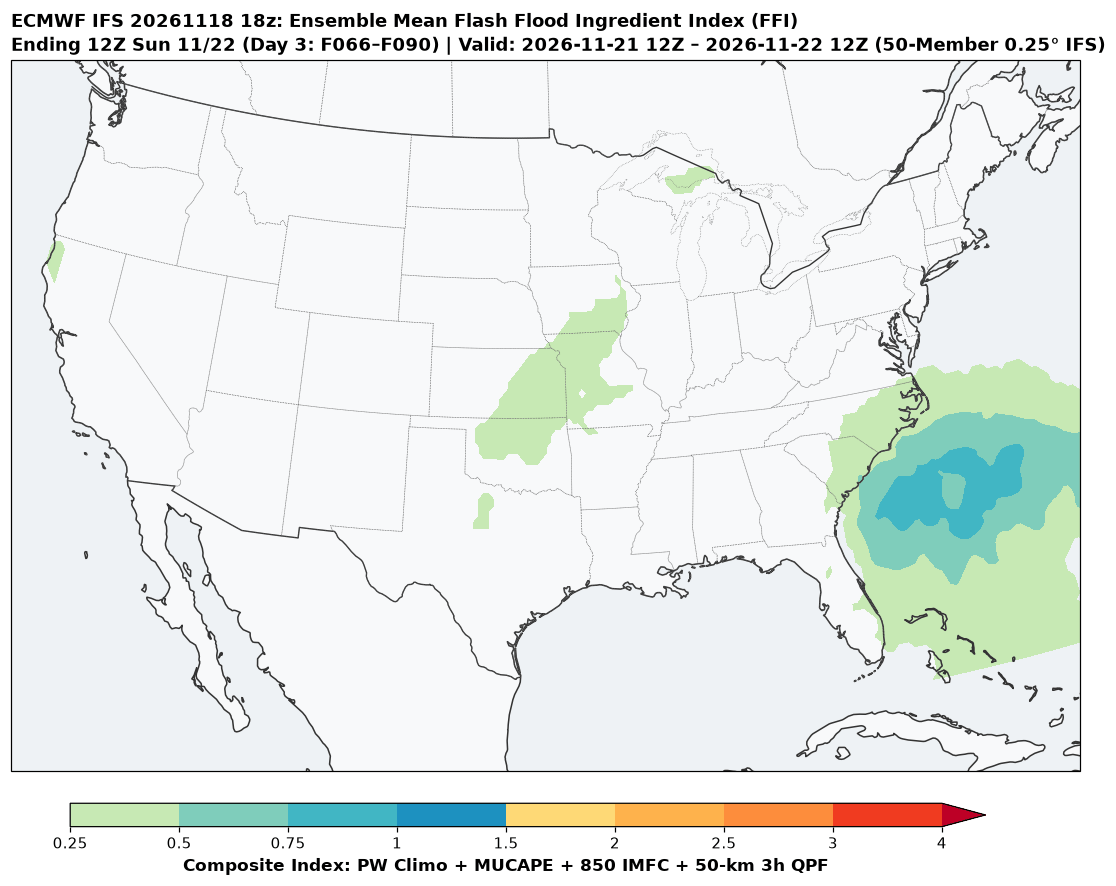 ECMWF IFS 20261118 18z: Ensemble Mean Flash Flood Ingredient Index (FFI)
Ending 12Z Sun 11/22 (Day 3: F066–F090) | Valid: 2026-11-21 12Z – 2026-11-22 12Z (50-Member 0.25° IFS)
0.25 0.5 0.75 1 1.5 2 2.5 3 4
Composite Index: PW Climo + MUCAPE + 850 IMFC + 50-km 3h QPF